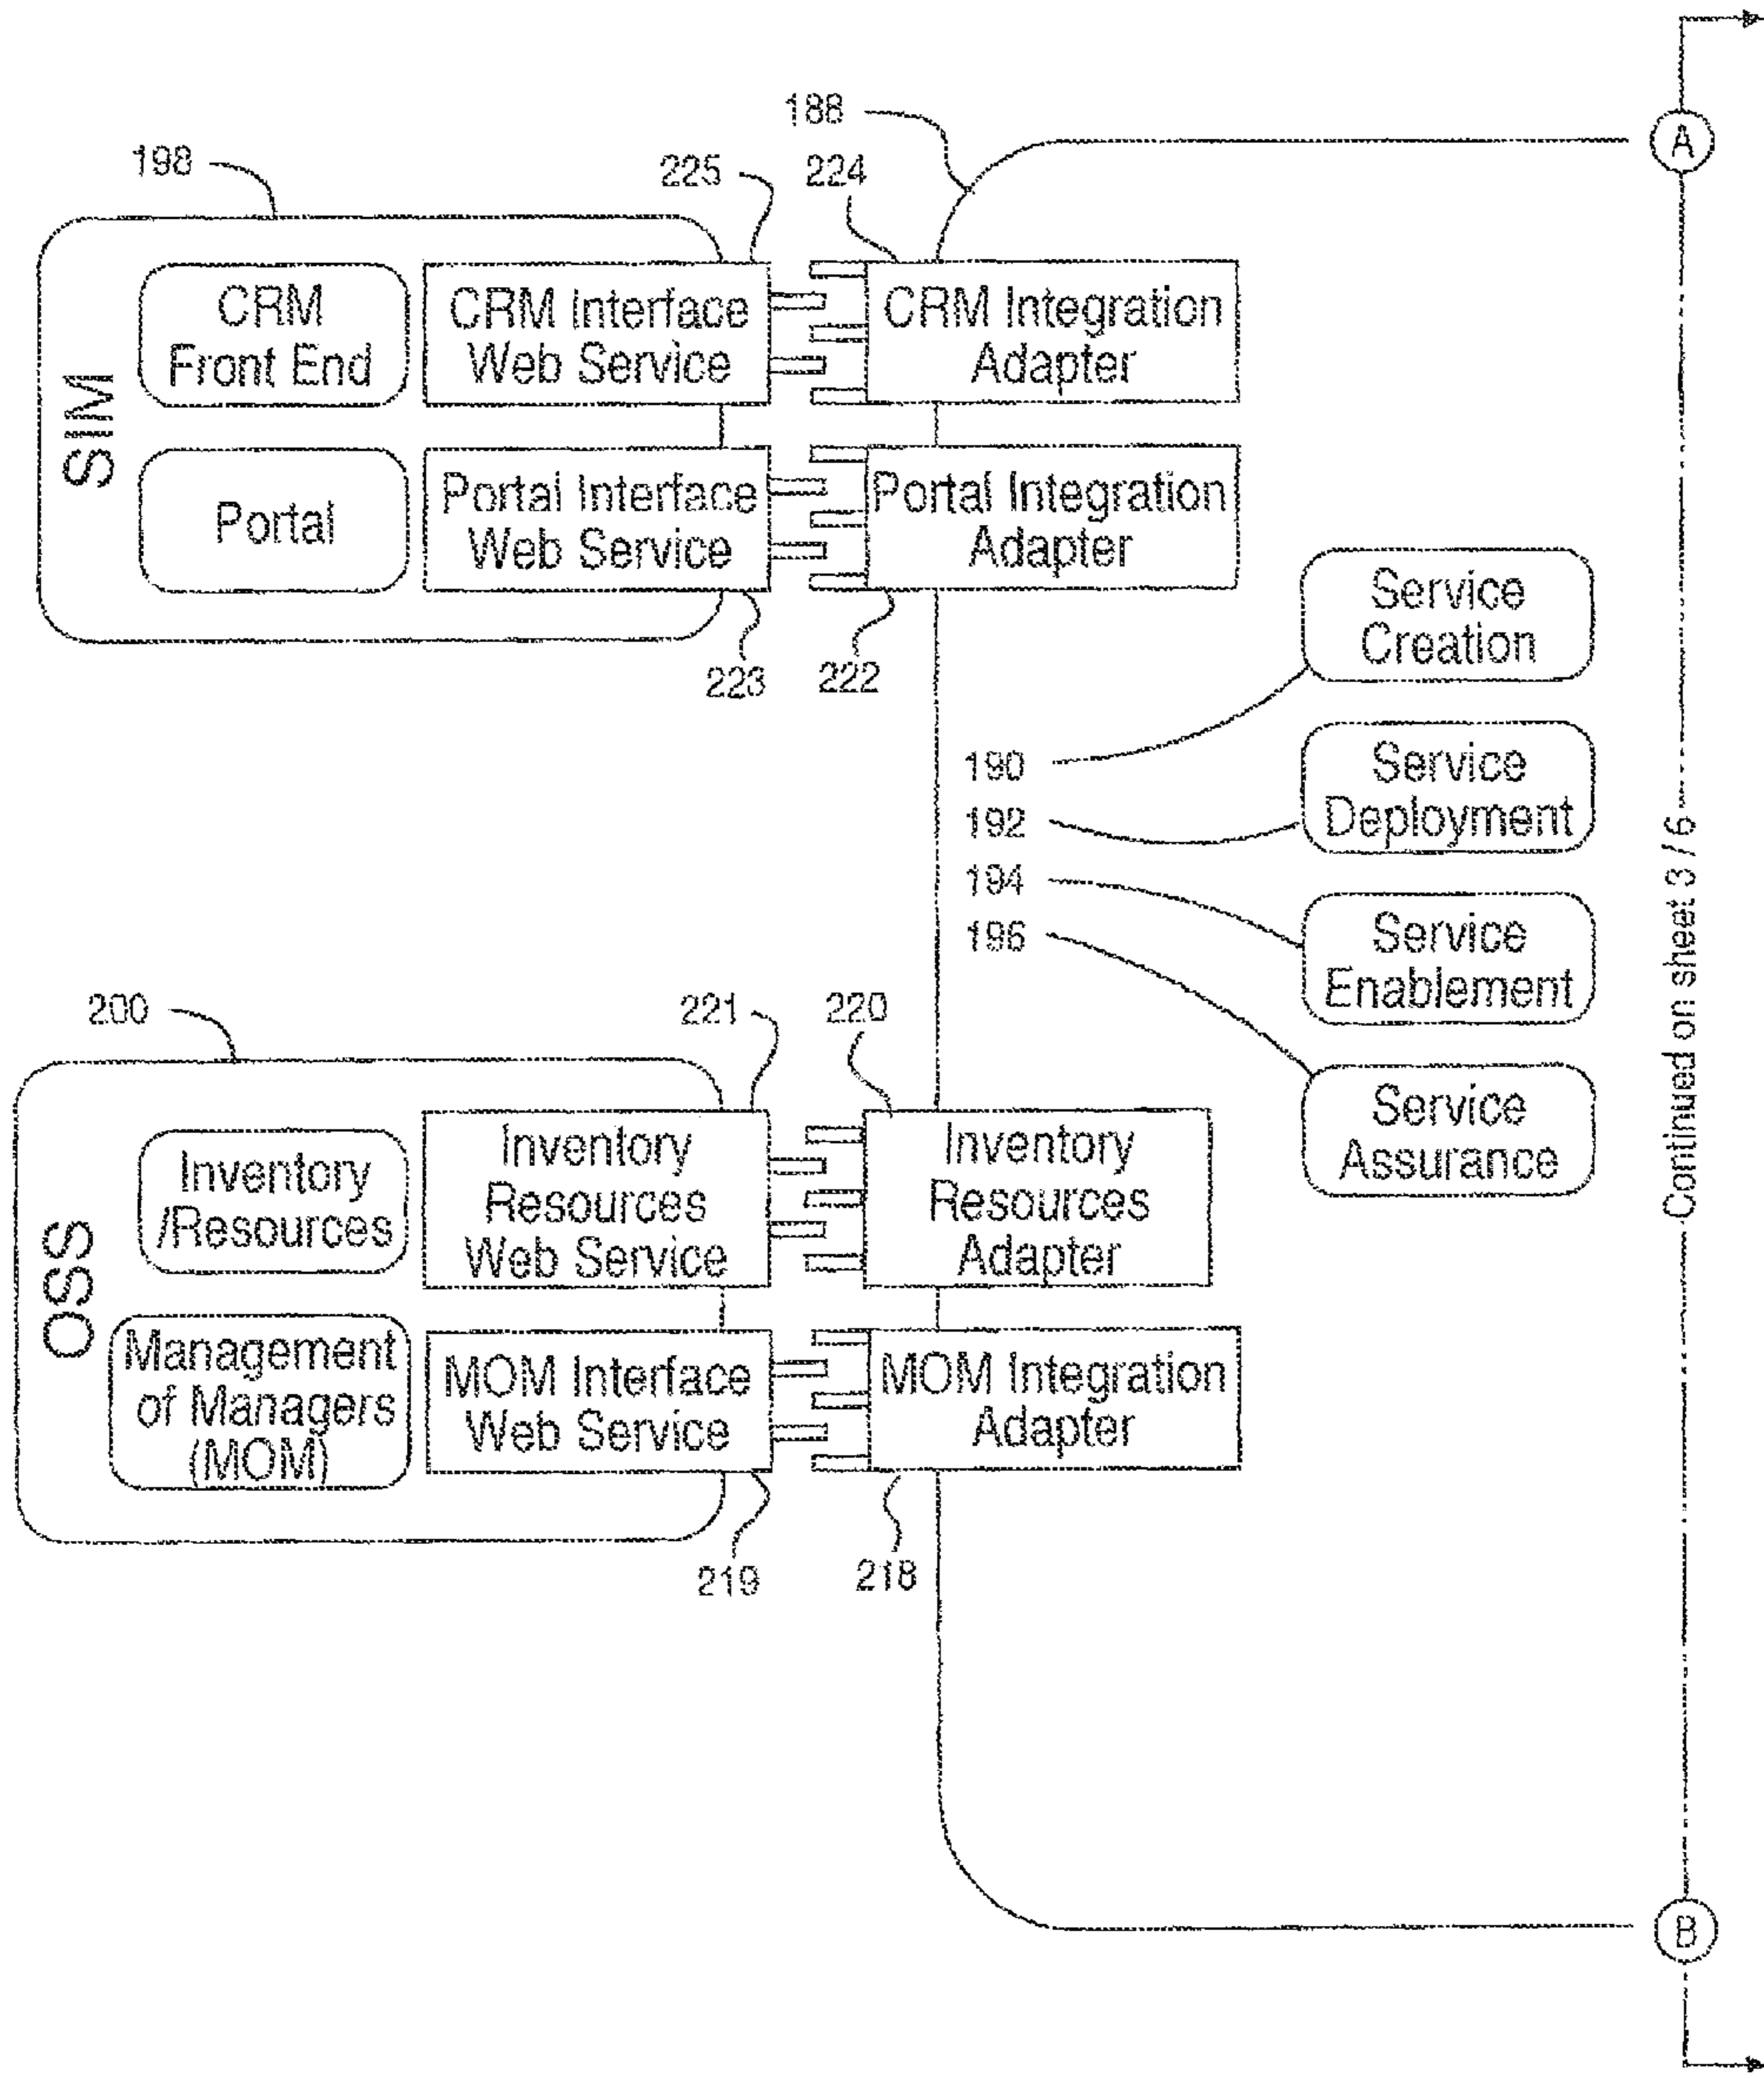 188
A
198
225
224
SIM
CRM
Front End
CRM Interface
Web Service
CRM Integration
Adapter
Portal
Portal Interface
Web Service
Portal Integration
Adapter
223
222
Service
Creation
190
Service
Deployment
192
194
Service
Enablement
196
Service
Assurance
Continued on sheet 3 / 6
200
221
220
OSS
Inventory
/Resources
Inventory
Resources
Web Service
Inventory
Resources
Adapter
Management
of Managers
(MOM)
MOM Interface
Web Service
MOM Integration
Adapter
219
218
B